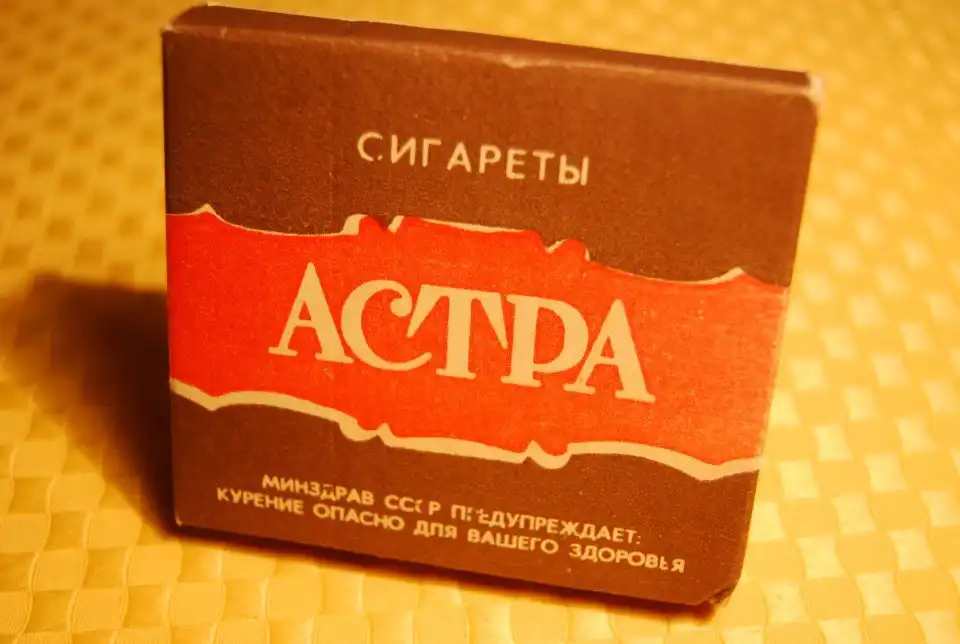 СИГАРЕТЫ
АСТРА
МИНЗДРАВ СССР ПРЕДУПРЕЖДАЕТ:
КУРЕНИЕ ОПАСНО ДЛЯ ВАШЕГО ЗДОРОВЬЯ